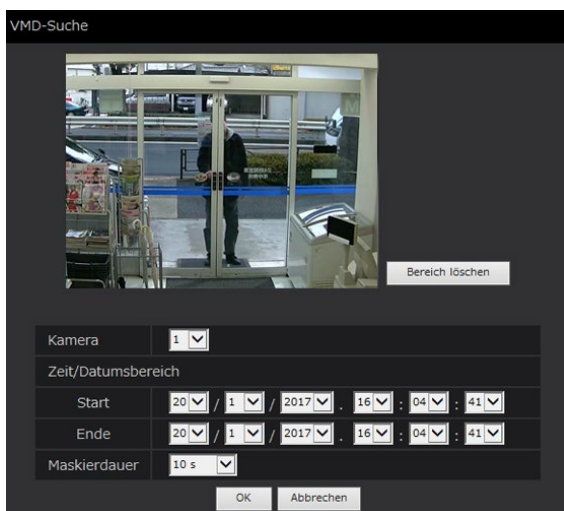 VMD-Suche
Bereich löschen
Kamera 1
Zeit/Datumsbereich
Start 20 / 1 / 2017 . 16 : 04 : 41
Ende 20 / 1 / 2017 . 16 : 04 : 41
Maskierdauer 10 s
OK Abbrechen